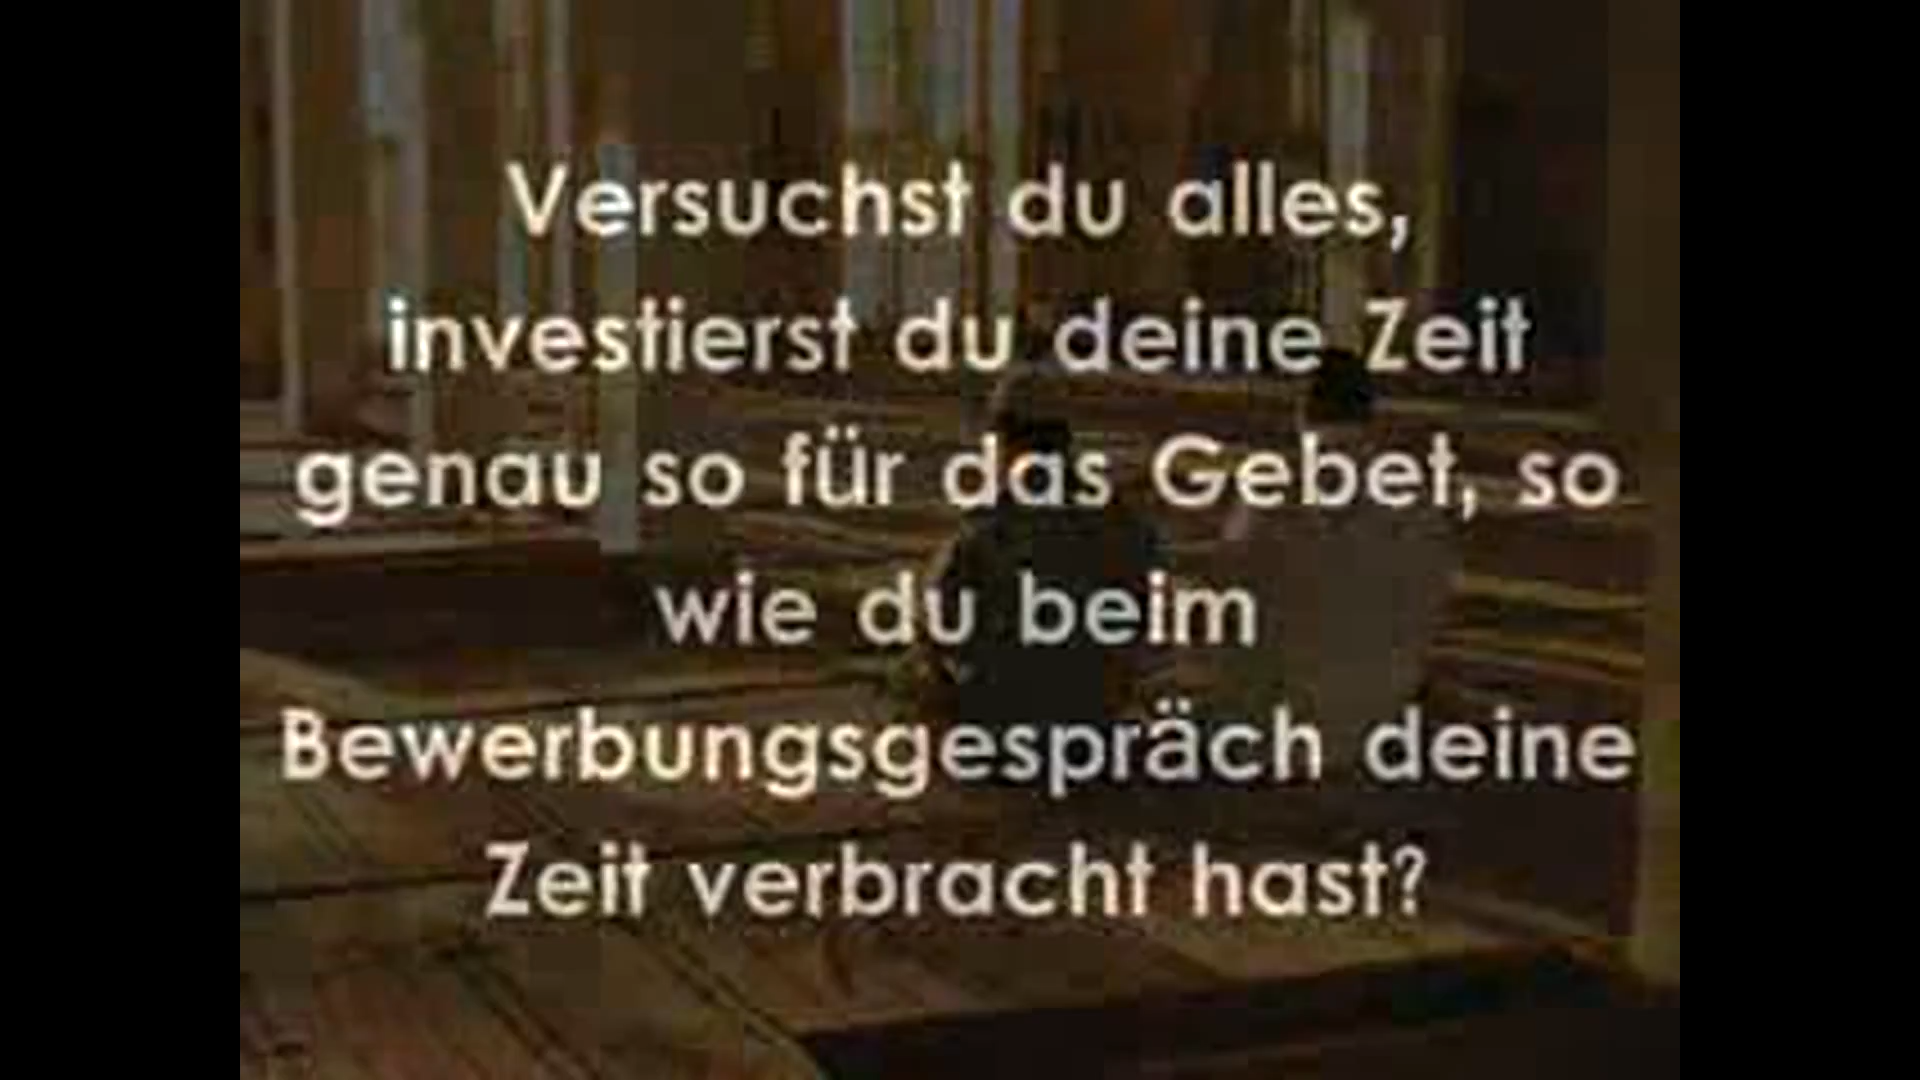 Versuchst du alles,
investierst du deine Zeit
genau so für das Gebet, so
wie du beim
Bewerbungsgespräch deine
Zeit verbracht hast?